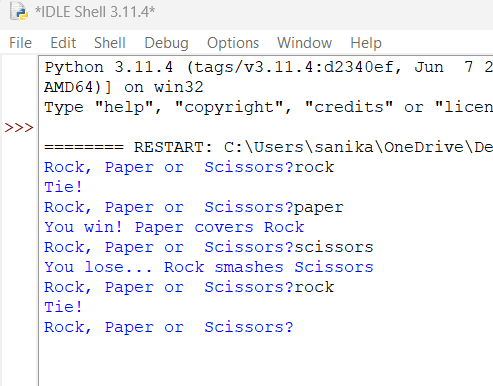 *IDLE Shell 3.11.4*
File Edit Shell Debug Options Window Help
Python 3.11.4 (tags/v3.11.4:d2340ef, Jun 7 2
AMD64)] on win32
Type "help", "copyright", "credits" or "licen
>>>
======== RESTART: C:\Users\sanika\OneDrive\De
Rock, Paper or  Scissors?rock
Tie!
Rock, Paper or  Scissors?paper
You win! Paper covers Rock
Rock, Paper or  Scissors?scissors
You lose... Rock smashes Scissors
Rock, Paper or  Scissors?rock
Tie!
Rock, Paper or  Scissors?